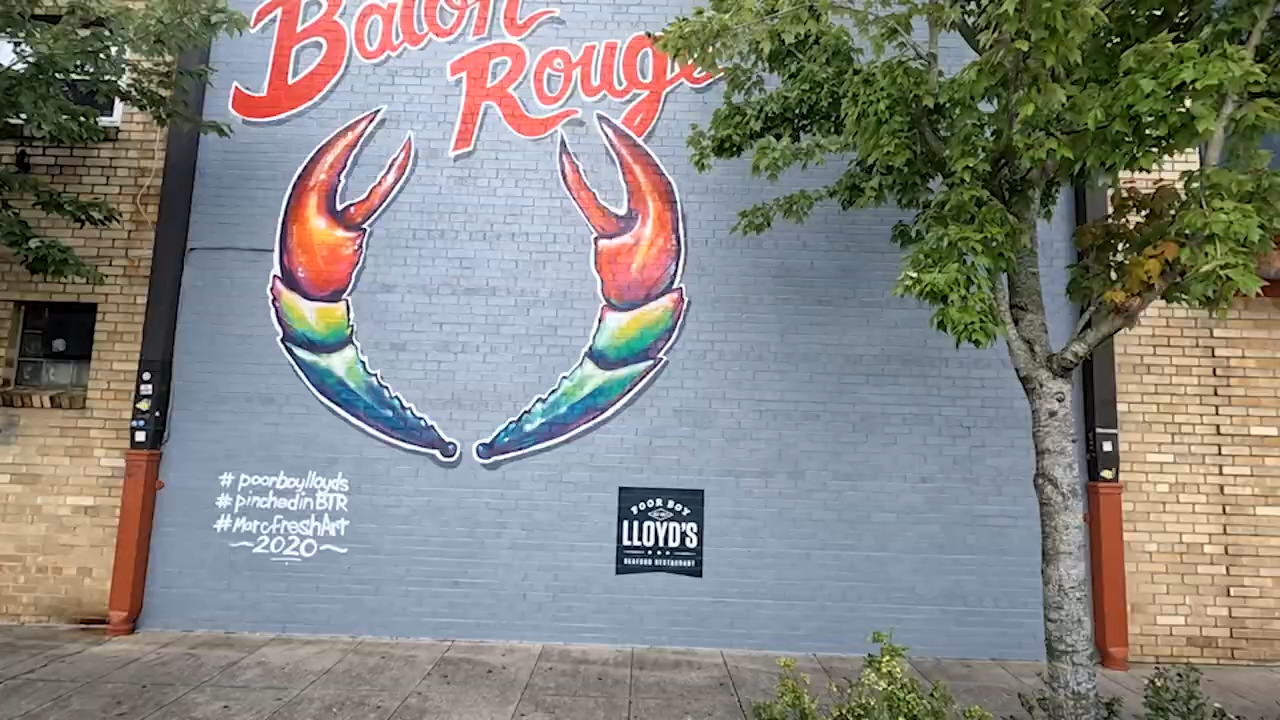 Baton
Rouge
# poorboylloyds
# pinchedinBTR
#MarcFreshArt
~2020~
POOR BOY
LLOYD'S
SEAFOOD RESTAURANT